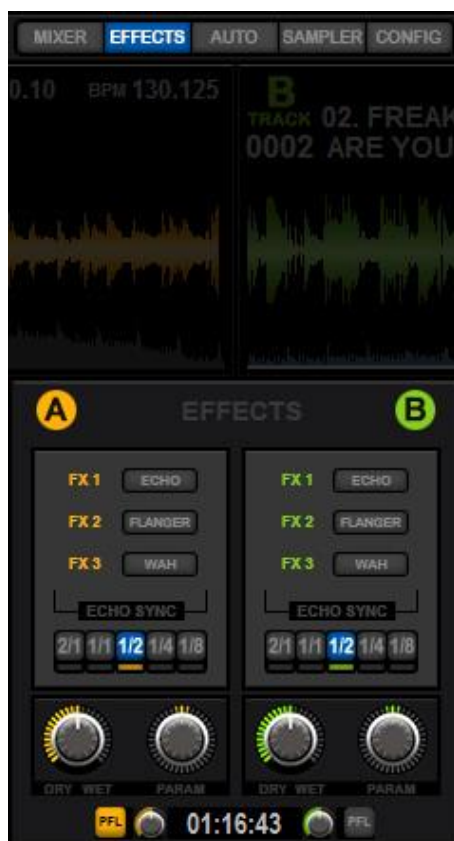 MIXER EFFECTS AUTO SAMPLER CONFIG
0.10 BPM 130.125
B
TRACK 02. FREAK
0002 ARE YOU
A EFFECTS B
FX 1 ECHO FX 1 ECHO
FX 2 FLANGER FX 2 FLANGER
FX 3 WAH FX 3 WAH
ECHO SYNC ECHO SYNC
2/1 1/1 1/2 1/4 1/8 2/1 1/1 1/2 1/4 1/8
DRY WET PARAM DRY WET PARAM
PFL 01:16:43 PFL